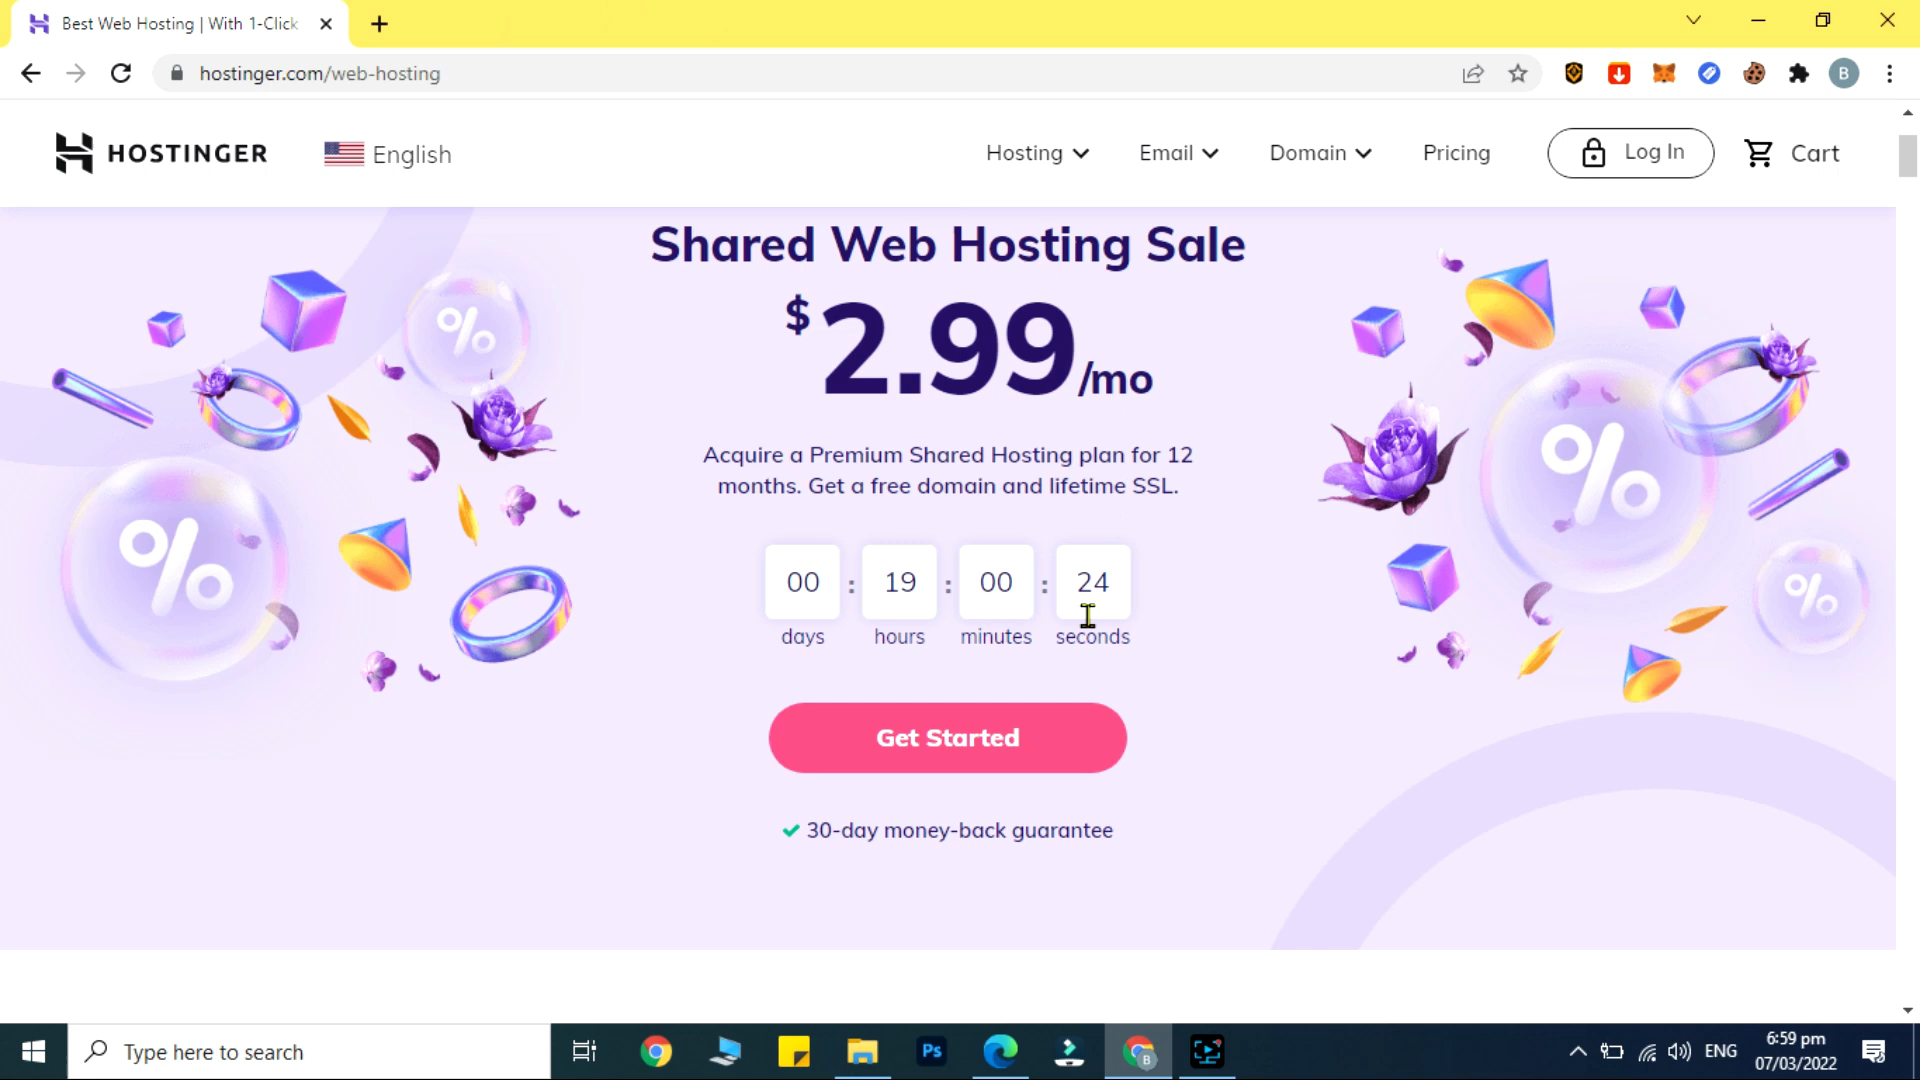 Best Web Hosting | With 1-Click
hostinger.com/web-hosting
B
HOSTINGER
English
Hosting
Email
Domain
Pricing
Log In
Cart
Shared Web Hosting Sale
$2.99/mo
Acquire a Premium Shared Hosting plan for 12
months. Get a free domain and lifetime SSL.
00 : 19 : 00 : 24
days hours minutes seconds
Get Started
30-day money-back guarantee
%
%
%
%
Type here to search
Ps
B
ENG
6:59 pm
07/03/2022